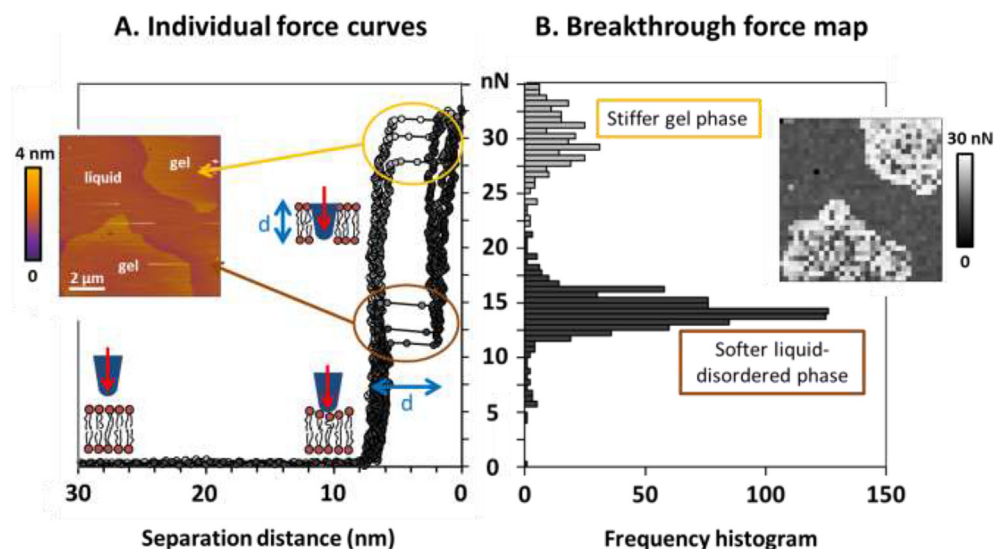 A. Individual force curves
B. Breakthrough force map
nN
4 nm
0
gel
liquid
gel
2 µm
d
d
30
20
10
0
Separation distance (nm)
30
25
20
15
10
5
0
Stiffer gel phase
30 nN
0
Softer liquid-
disordered phase
0
50
100
150
Frequency histogram